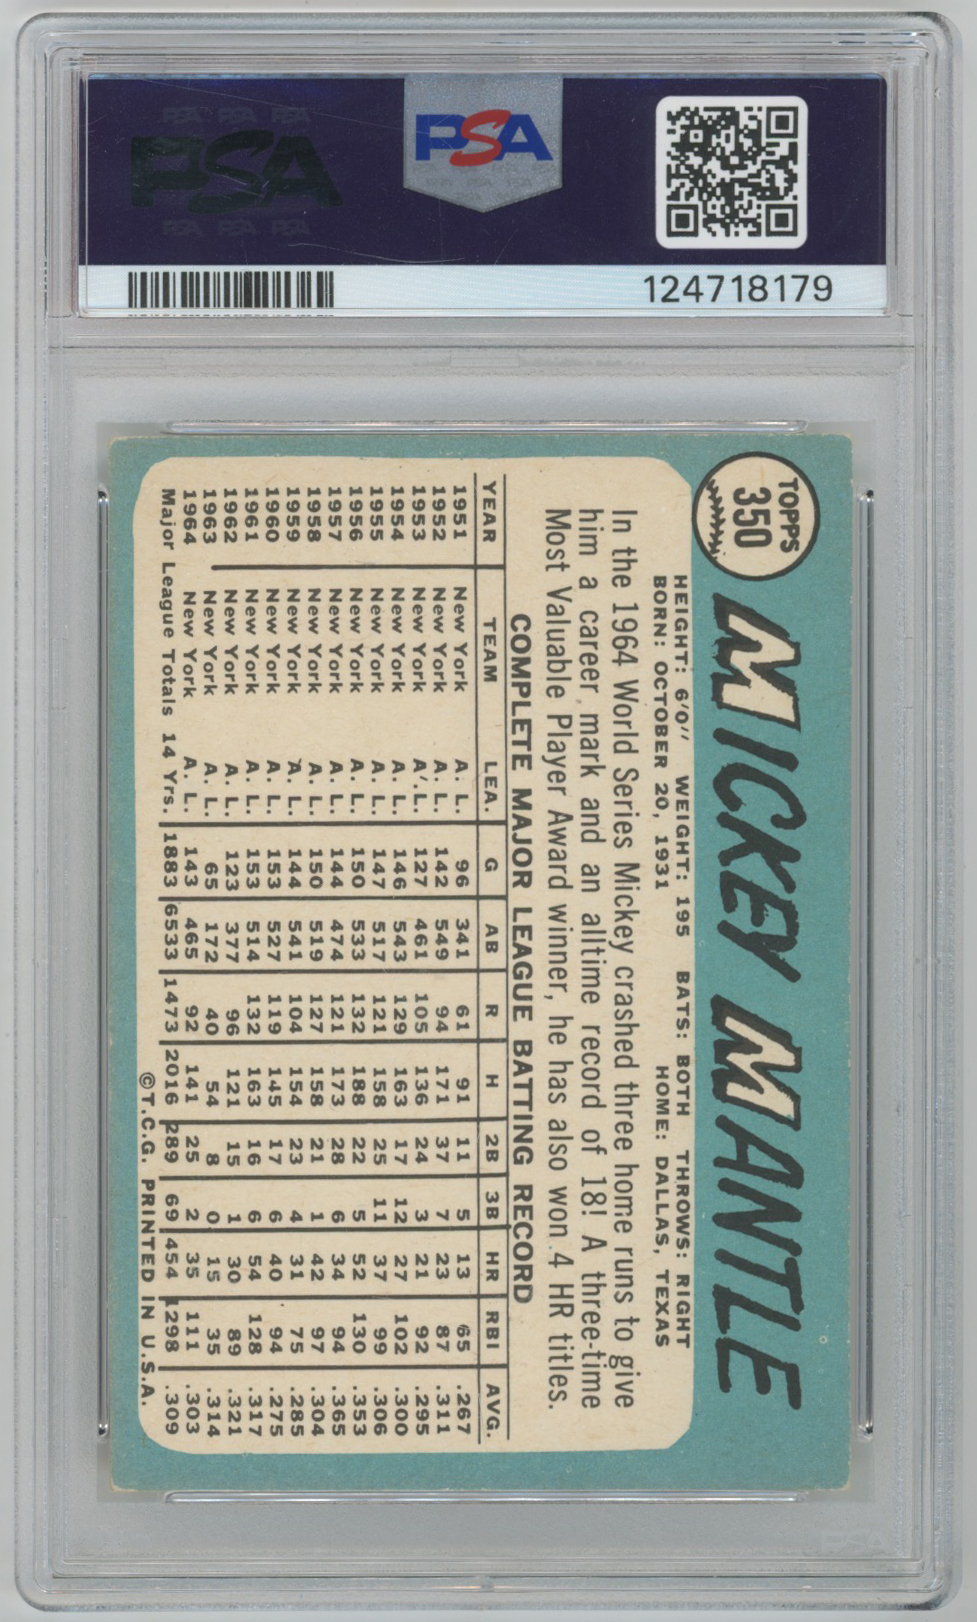 PSA
PSA PSA PSA
PSA
PSA PSA PSA
124718179
TOPPS
350
MICKEY MANTLE
HEIGHT: 6'0" WEIGHT: 195 BATS: BOTH THROWS: RIGHT
BORN: OCTOBER 20, 1931 HOME: DALLAS, TEXAS
In the 1964 World Series Mickey crashed three home runs to give
him a career mark and an alltime record of 18! A three-time
Most Valuable Player Award winner, he has also won 4 HR titles.
COMPLETE MAJOR LEAGUE BATTING RECORD
YEAR TEAM LEA. G AB R H 2B 3B HR RBI AVG.
1951 New York A. L. 96 341 61 91 11 5 13 65 .267
1952 New York A. L. 142 549 94 171 37 7 23 87 .311
1953 New York A. L. 127 461 105 136 24 3 21 92 .295
1954 New York A. L. 146 543 129 163 17 12 27 102 .300
1955 New York A. L. 147 517 121 158 25 11 37 99 .306
1956 New York A. L. 150 533 132 188 22 5 52 130 .353
1957 New York A. L. 144 474 121 173 28 6 34 94 .365
1958 New York A. L. 150 519 127 158 21 1 42 97 .304
1959 New York A. L. 144 541 104 154 23 4 31 75 .285
1960 New York A. L. 153 527 119 145 17 6 40 94 .275
1961 New York A. L. 153 514 132 163 16 6 54 128 .317
1962 New York A. L. 123 377 96 121 15 1 30 89 .321
1963 New York A. L. 65 172 40 54 8 0 15 35 .314
1964 New York A. L. 143 465 92 141 25 2 35 111 .303
Major League Totals 14 Yrs. 1883 6533 1473 2016 289 69 454 1298 .309
©T.C.G. PRINTED IN U.S.A.